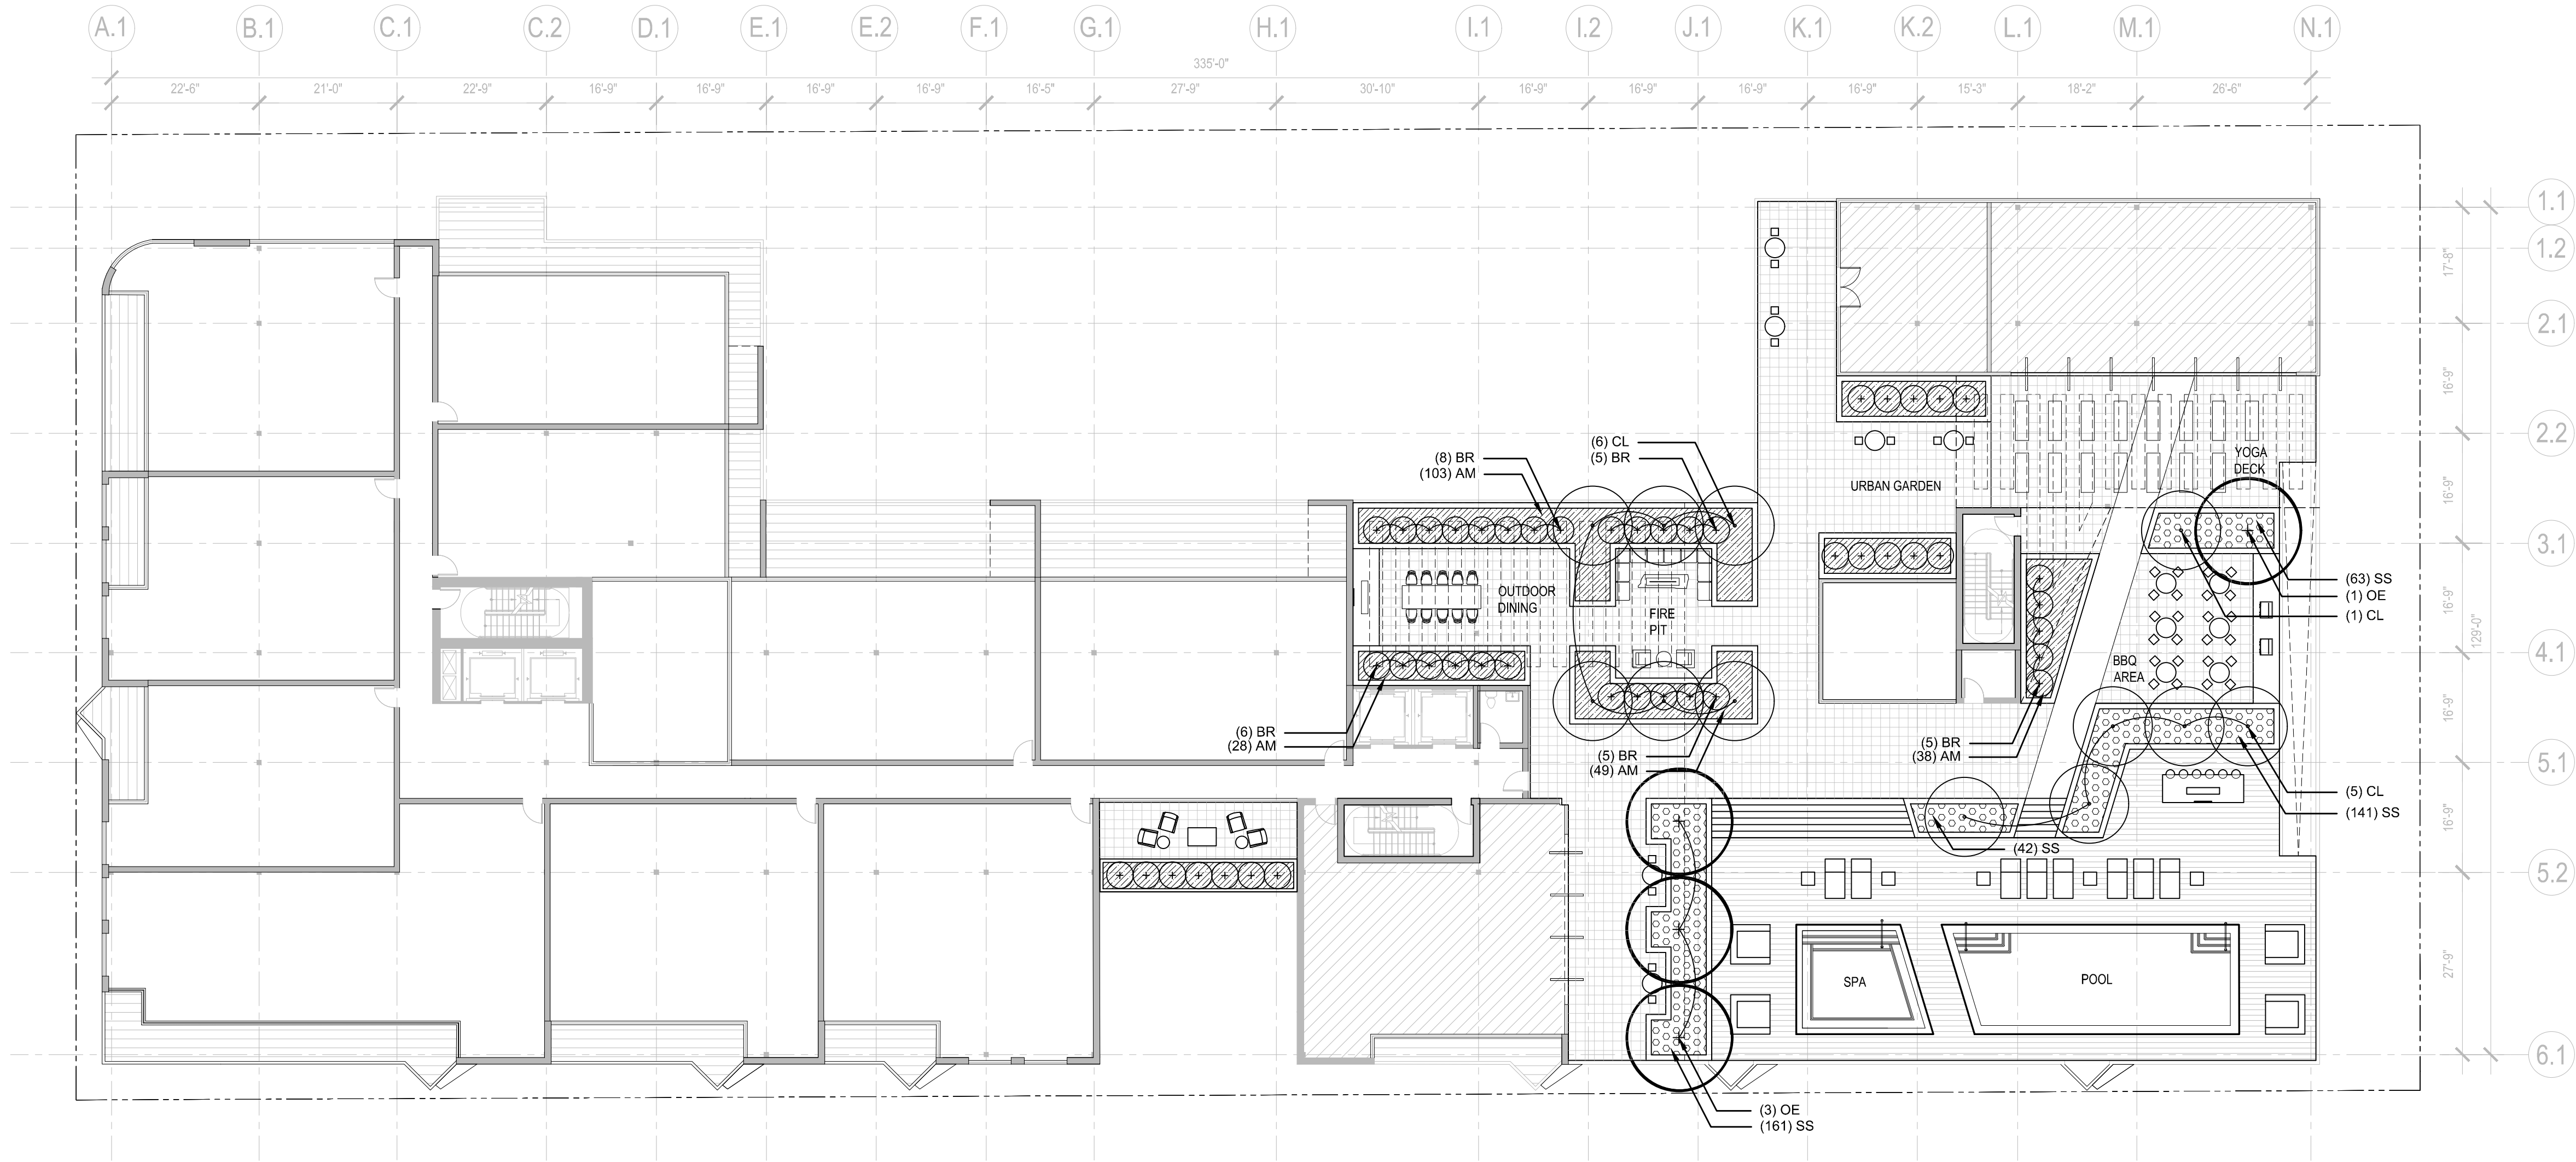 A.1 B.1 C.1 C.2 D.1 E.1 E.2 F.1 G.1 H.1 I.1 I.2 J.1 K.1 K.2 L.1 M.1 N.1
335'-0"
22'-6" 21'-0" 22'-9" 16'-9" 16'-9" 16'-9" 16'-9" 16'-5" 27'-9" 30'-10" 16'-9" 16'-9" 16'-9" 16'-9" 15'-3" 18'-2" 26'-6"
1.1
1.2
17'-8"
2.1
16'-9"
2.2
16'-9"
3.1
16'-9"
129'-0"
4.1
16'-9"
5.1
16'-9"
5.2
27'-9"
6.1
(6) CL
(5) BR
(8) BR
(103) AM
YOGA
DECK
URBAN GARDEN
OUTDOOR
DINING
FIRE
PIT
(63) SS
(1) OE
(1) CL
BBQ
AREA
(6) BR
(28) AM
(5) BR
(49) AM
(5) BR
(38) AM
(5) CL
(141) SS
(42) SS
SPA
POOL
(3) OE
(161) SS